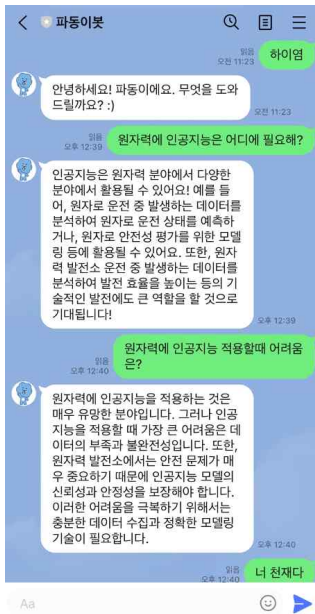 파동이봇
읽음
오전 11:23
하이염
안녕하세요! 파동이에요. 무엇을 도와
드릴까요? :)
오전 11:23
읽음
오후 12:39
원자력에 인공지능은 어디에 필요해?
인공지능은 원자력 분야에서 다양한
분야에서 활용될 수 있어요! 예를 들
어, 원자로 운전 중 발생하는 데이터를
분석하여 원자로 운전 상태를 예측하
거나, 원자로 안전성 평가를 위한 모델
링 등에 활용될 수 있어요. 또한, 원자
력 발전소 운전 중 발생하는 데이터를
분석하여 발전 효율을 높이는 등의 기
술적인 발전에도 큰 역할을 할 것으로
기대됩니다!
오후 12:39
원자력에 인공지능 적용할때 어려움
은?
읽음
오후 12:40
원자력에 인공지능을 적용하는 것은
매우 유망한 분야입니다. 그러나 인공
지능을 적용할 때 가장 큰 어려움은 데
이터의 부족과 불완전성입니다. 또한,
원자력 발전소에서는 안전 문제가 매
우 중요하기 때문에 인공지능 모델의
신뢰성과 안정성을 보장해야 합니다.
이러한 어려움을 극복하기 위해서는
충분한 데이터 수집과 정확한 모델링
기술이 필요합니다.
오후 12:40
읽음
오후 12:40
너 천재다
Aa